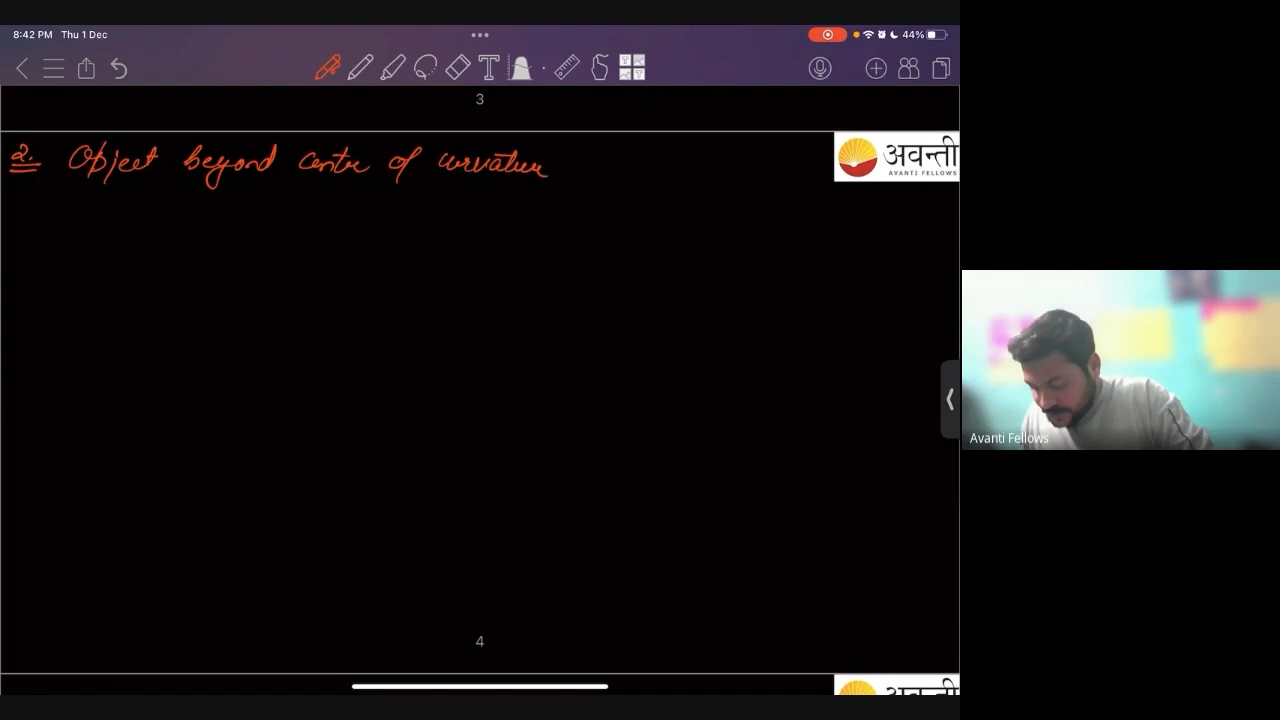 8:42 PM Thu 1 Dec
44%
3
2. Object beyond centre of curvature
अवन्ती
AVANTI FELLOWS
Avanti Fellows
4